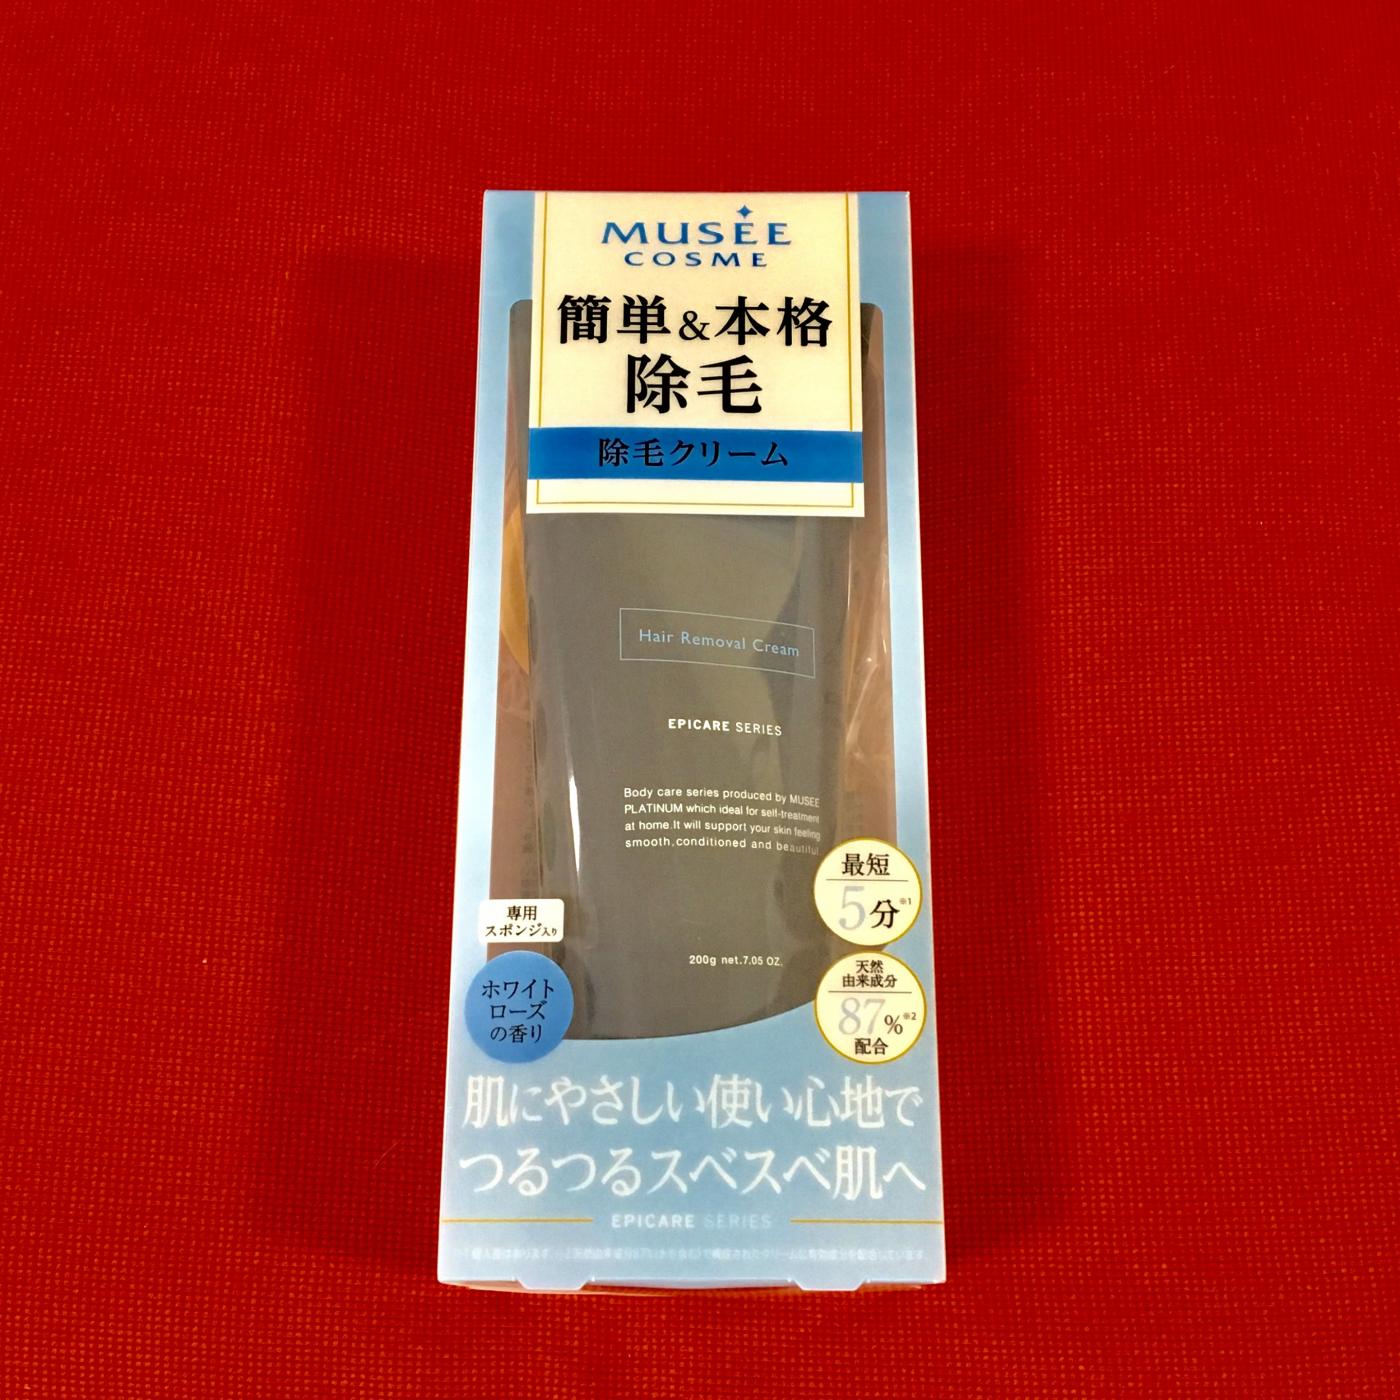 MUSÉE
COSME
簡単&本格
除毛
除毛クリーム
Hair Removal Cream
EPICARE SERIES
Body care series produced by MUSEE
PLATINUM which ideal for self-treatment
at home.It will support your skin feeling
smooth,conditioned and beautiful.
200g net.7.05 OZ.
最短
5分※1
専用
スポンジ入り
ホワイト
ローズ
の香り
天然
由来成分
87%※2
配合
肌にやさしい使い心地で
つるつるスベスベ肌へ
EPICARE SERIES